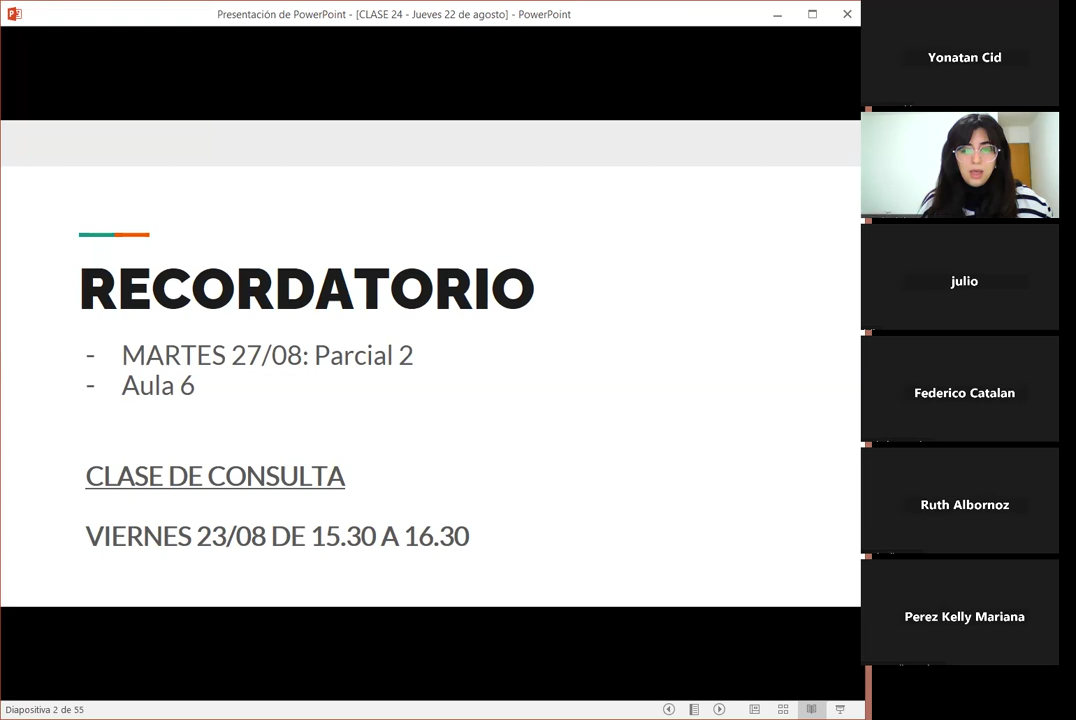 Presentación de PowerPoint - [CLASE 24 - Jueves 22 de agosto] - PowerPoint
RECORDATORIO
- MARTES 27/08: Parcial 2
- Aula 6
CLASE DE CONSULTA
VIERNES 23/08 DE 15.30 A 16.30
Diapositiva 2 de 55
Yonatan Cid
julio
Federico Catalan
Ruth Albornoz
Perez Kelly Mariana